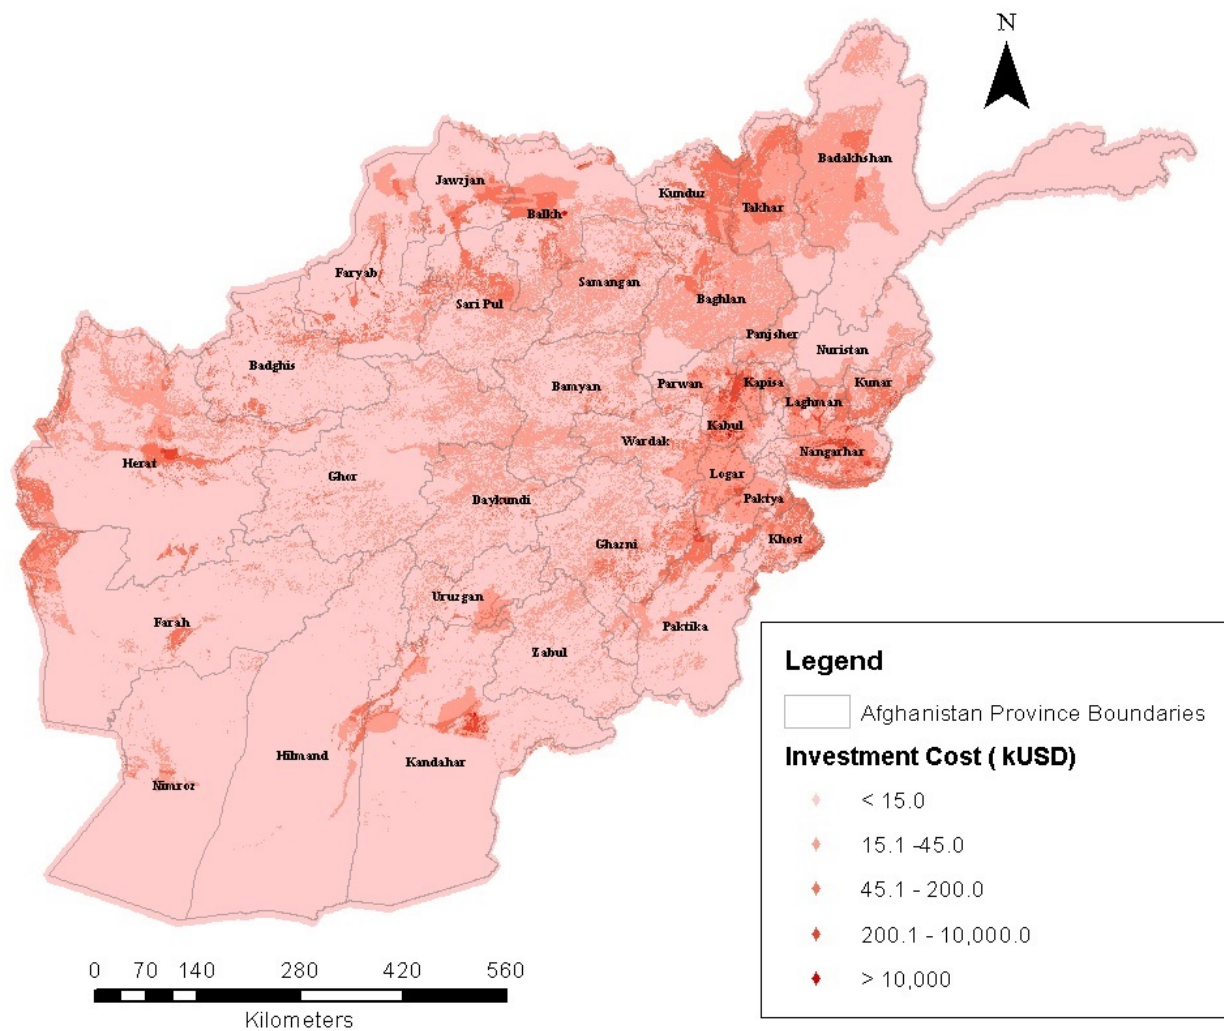 N
Badakhshan
Jawzjan
Kunduz
Takhar
Balkh
Faryab
Samangan
Baghlan
Sari Pul
Panjsher
Nuristan
Badghis
Bamyan
Parwan
Kapisa
Kunar
Laghman
Kabul
Wardak
Nangarhar
Herat
Ghor
Logar
Daykundi
Paktya
Khost
Ghazni
Uruzgan
Farah
Paktika
Zabul
Hilmand
Kandahar
Nimroz
Legend
Afghanistan Province Boundaries
Investment Cost ( kUSD)
< 15.0
15.1 -45.0
45.1 - 200.0
200.1 - 10,000.0
> 10,000
0 70 140 280 420 560
Kilometers